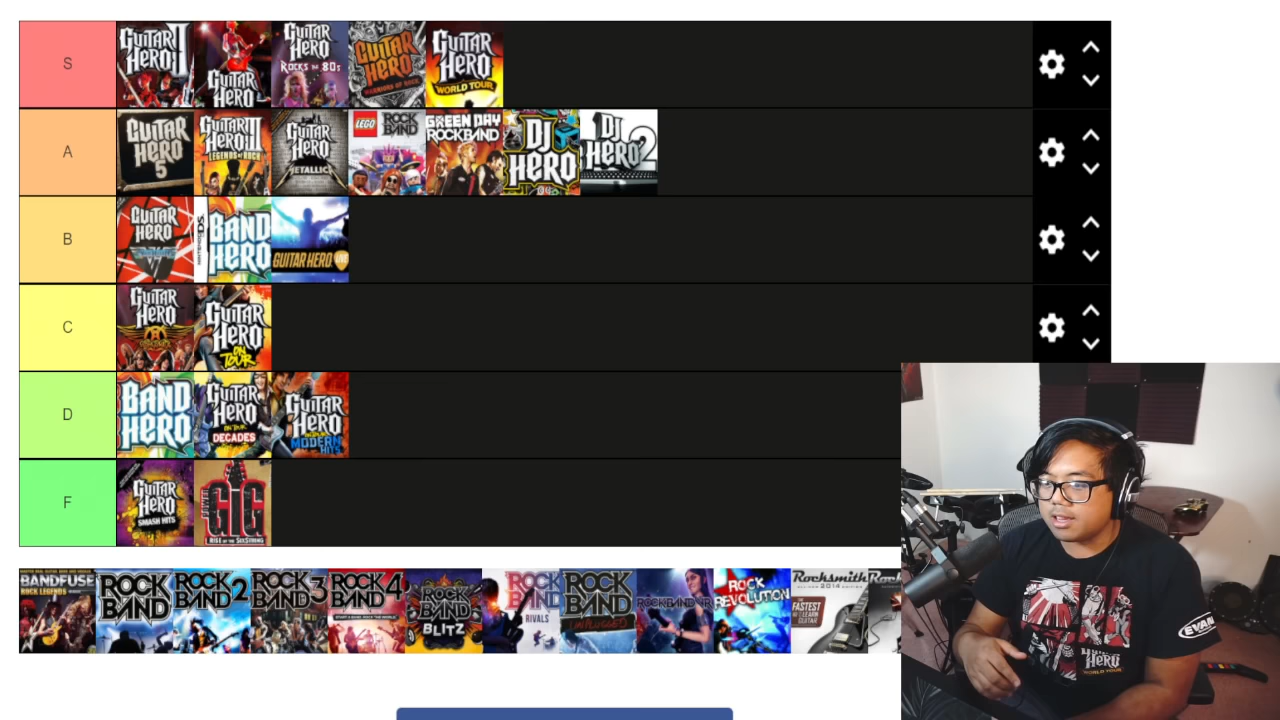 S
GUITAR HERO II
GUITAR HERO
GUITAR HERO
ROCKS THE 80s
GUITAR HERO
WARRIORS OF ROCK
GUITAR HERO
WORLD TOUR
A
GUITAR HERO 5
GUITAR HERO III
LEGENDS OF ROCK
GUITAR HERO
METALLICA
LEGO ROCK BAND
GREEN DAY
ROCKBAND
DJ HERO
DJ HERO 2
B
GUITAR HERO
VAN HALEN
NINTENDO DS
BAND HERO
GUITAR HERO LIVE
C
GUITAR HERO
AEROSMITH
GUITAR HERO
ON TOUR
D
BAND HERO
GUITAR HERO
ON TOUR
DECADES
GUITAR HERO
ON TOUR
MODERN HITS
F
GUITAR HERO
SMASH HITS
POWER GIG
RISE OF THE SIXSTRING
BANDFUSE
ROCK LEGENDS
ROCK BAND
ROCK BAND 2
ROCK BAND 3
ROCK BAND 4
ROCK BAND
BLITZ
ROCK BAND
RIVALS
ROCK BAND
UNPLUGGED
ROCKBAND VR
ROCK REVOLUTION
Rocksmith
2014 EDITION
THE FASTEST WAY TO LEARN GUITAR
Rock
EVAN
HERO
WORLD TOUR